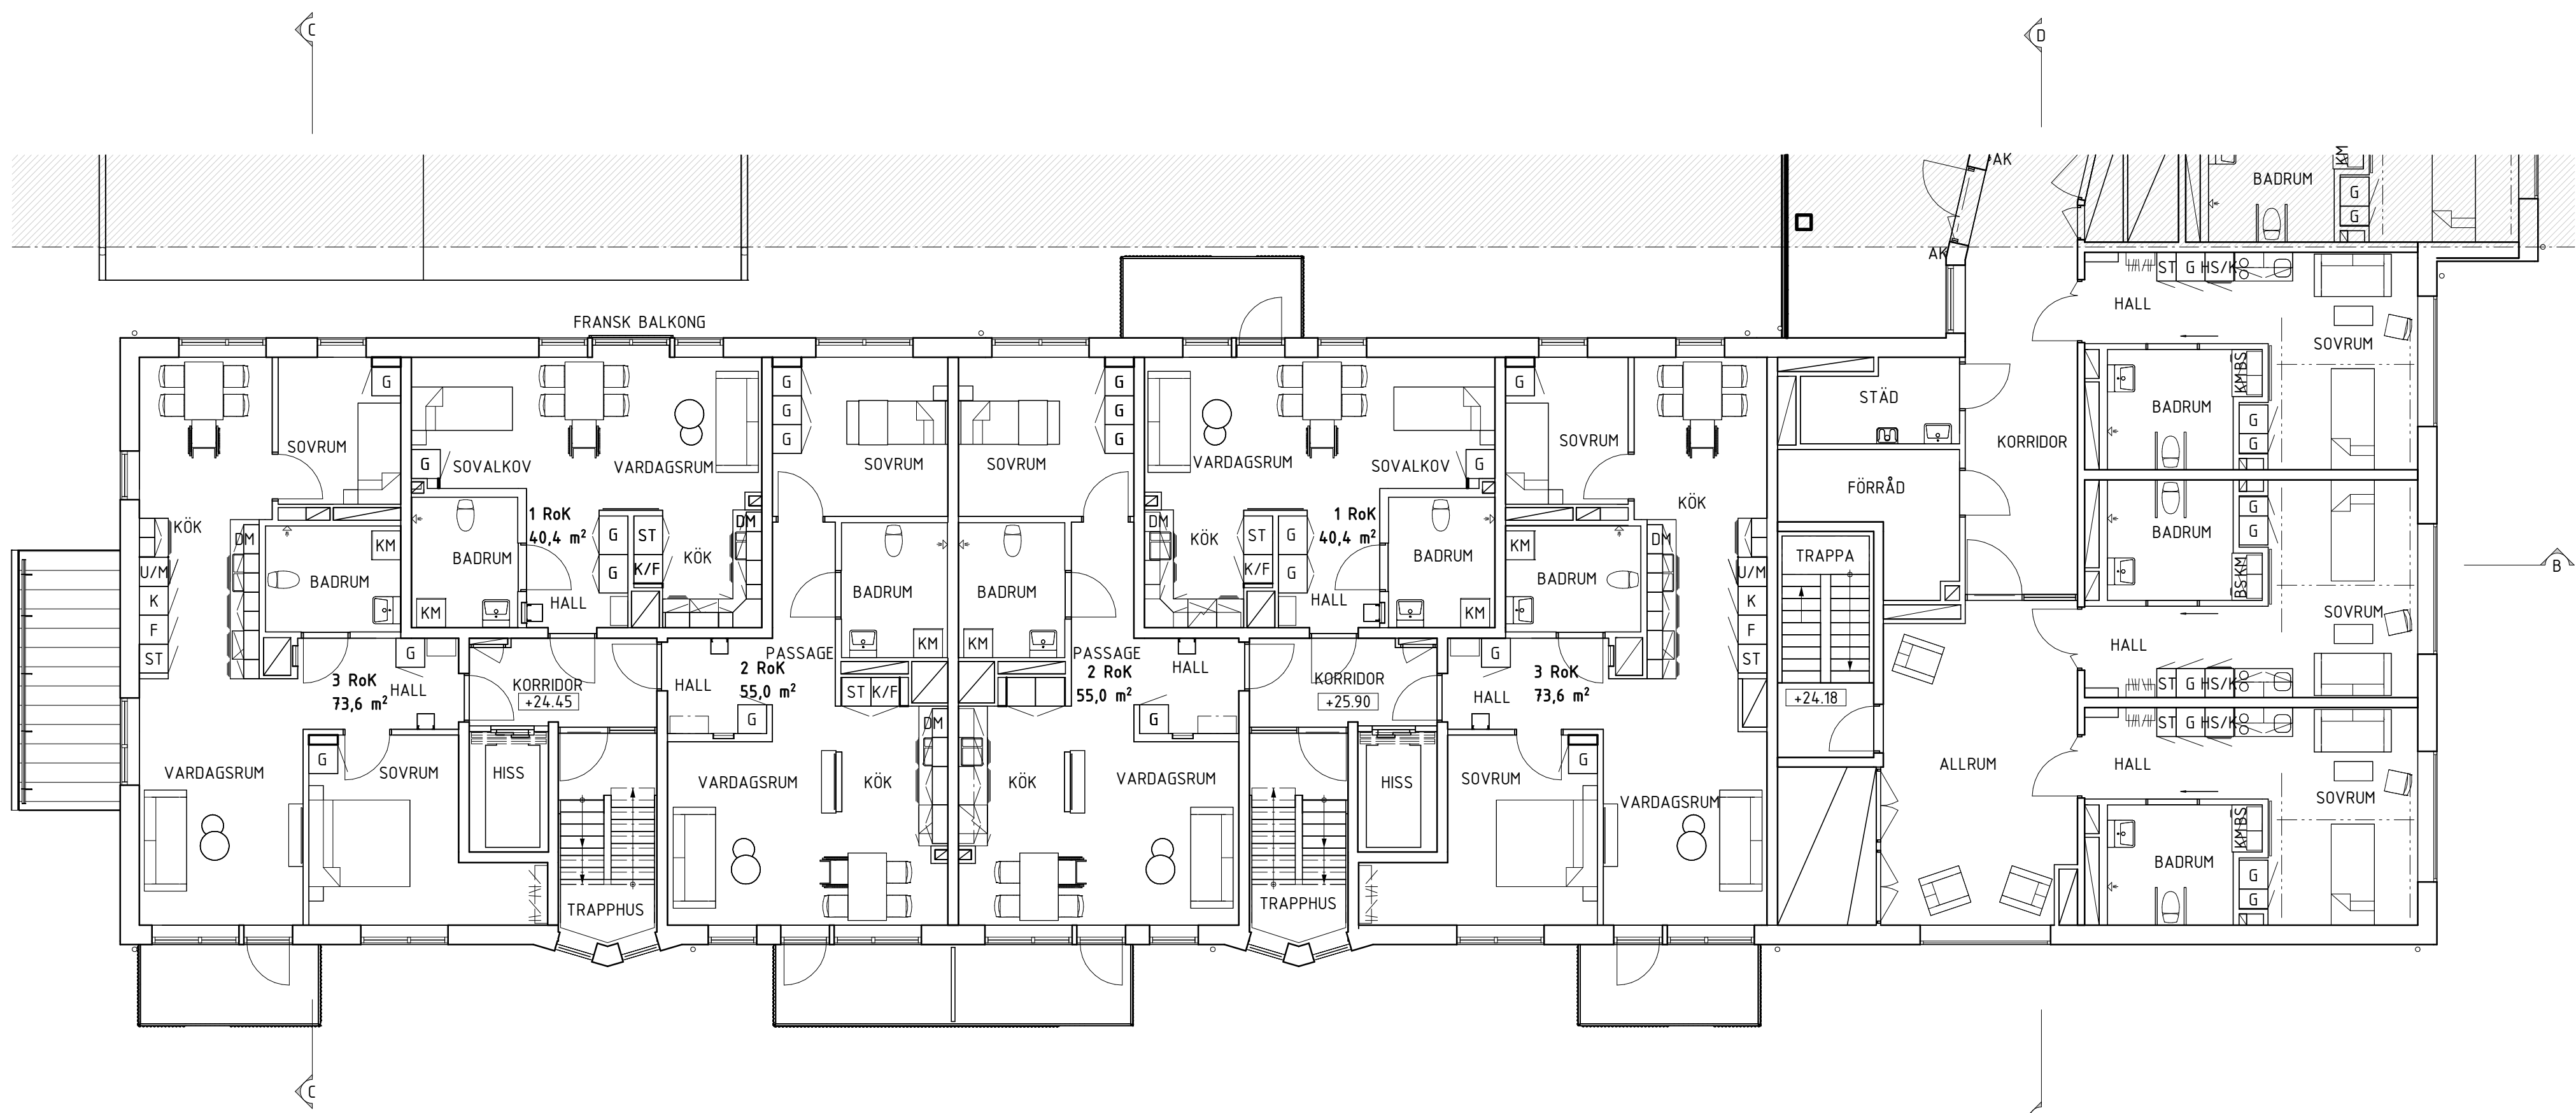 C
D
AK
KM
BADRUM
G
G
AK
ST G HS/K
HALL
SOVRUM
FRANSK BALKONG
G
G
G
G
G
G
G
G
KM BS
STÄD
BADRUM
G
G
KORRIDOR
SOVRUM
SOVRUM
G
SOVALKOV
VARDAGSRUM
SOVRUM
SOVRUM
VARDAGSRUM
SOVALKOV
G
FÖRRÅD
KÖK
KÖK
G
G
1 RoK
40,4 m²
1 RoK
40,4 m²
DM
G
ST
DM
DM
ST
G
DM
BADRUM
KM
BADRUM
KÖK
KÖK
BADRUM
KM
TRAPPA
U/M
BADRUM
G
K/F
K/F
G
BADRUM
U/M
B
BS KM
K
BADRUM
BADRUM
K
HALL
HALL
KM
KM
SOVRUM
F
F
KM
KM
HALL
ST
G
PASSAGE
PASSAGE
G
ST
3 RoK
73,6 m²
HALL
KORRIDOR
+24.45
HALL
2 RoK
55,0 m²
ST K/F
2 RoK
55,0 m²
HALL
KORRIDOR
+25.90
HALL
3 RoK
73,6 m²
+24.18
ST G HS/K
G
DM
G
ST G HS/K
G
G
VARDAGSRUM
SOVRUM
HISS
VARDAGSRUM
KÖK
KÖK
VARDAGSRUM
HISS
SOVRUM
ALLRUM
HALL
VARDAGSRUM
SOVRUM
KM BS
BADRUM
G
G
TRAPPHUS
TRAPPHUS
C